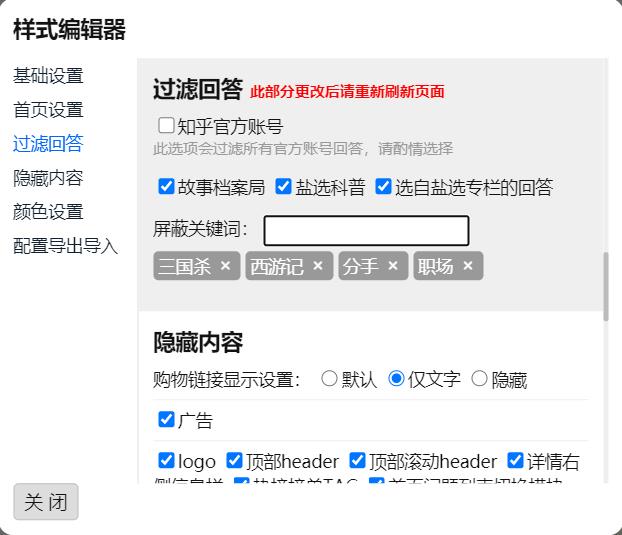 样式编辑器
基础设置
首页设置
过滤回答
隐藏内容
颜色设置
配置导出导入
过滤回答 此部分更改后请重新刷新页面
知乎官方账号
此选项会过滤所有官方账号回答，请酌情选择
故事档案局 盐选科普 选自盐选专栏的回答
屏蔽关键词：
三国杀 × 西游记 × 分手 × 职场 ×
隐藏内容
购物链接显示设置： 默认 仅文字 隐藏
广告
logo 顶部header 顶部滚动header 详情右
关 闭